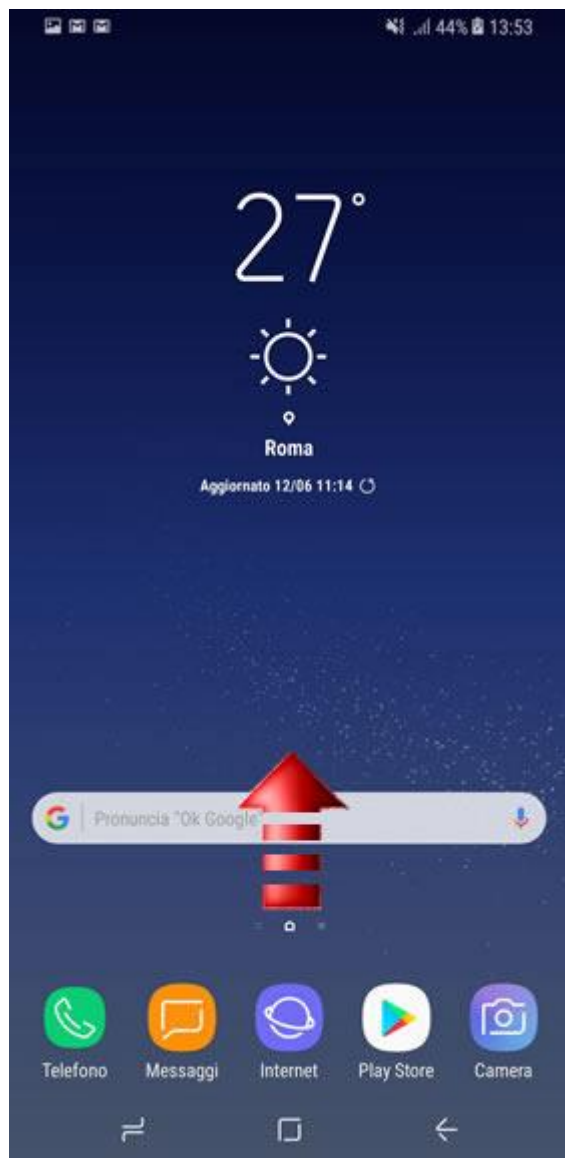 44% 13:53
27°
Roma
Aggiornato 12/06 11:14
Pronuncia "Ok Google"
Telefono Messaggi Internet Play Store Camera